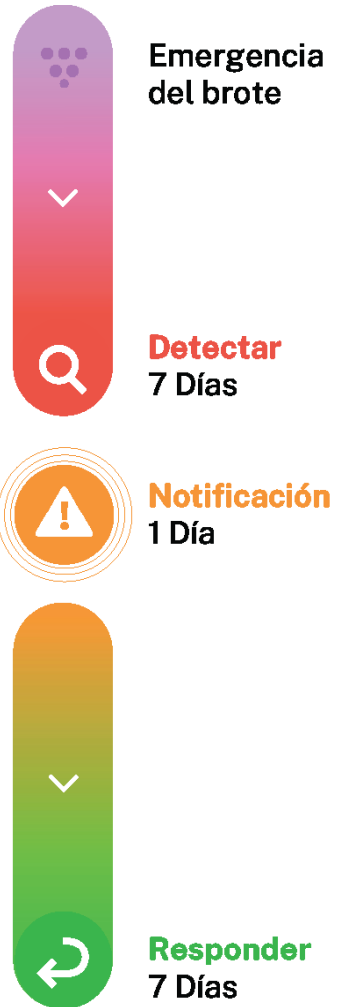 Emergencia
del brote
Detectar
7 Días
Notificación
1 Día
Responder
7 Días